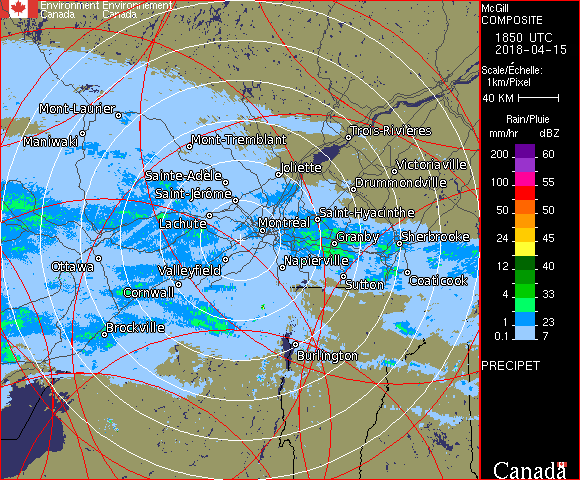 Environment Environnement
Canada Canada
McGill
COMPOSITE
1850 UTC
2018-04-15
Scale/Échelle:
1km/Pixel
40 KM
Rain/Pluie
mm/hr dBZ
200 60
150 57
100 55
50 50
24 45
12 40
4 33
1 23
0.1 7
PRECIPET
Canada
Mont-Laurier
Maniwaki
Mont-Tremblant
Trois-Rivières
Joliette
Victoriaville
Sainte-Adèle
Drummondville
Saint-Jérôme
Saint-Hyacinthe
Lachute
Montréal
Granby
Sherbrooke
Ottawa
Valleyfield
Napierville
Coaticook
Cornwall
Sutton
Brockville
Burlington